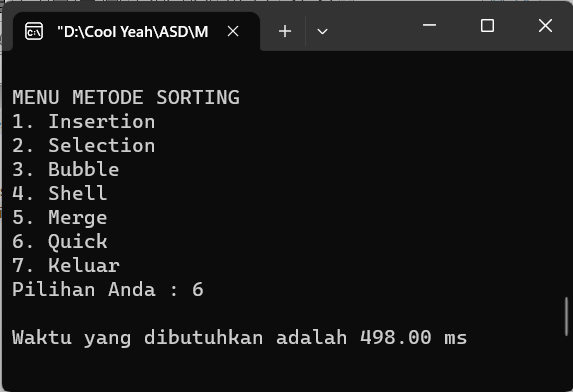 "D:\Cool Yeah\ASD\M
MENU METODE SORTING
1. Insertion
2. Selection
3. Bubble
4. Shell
5. Merge
6. Quick
7. Keluar
Pilihan Anda : 6
Waktu yang dibutuhkan adalah 498.00 ms